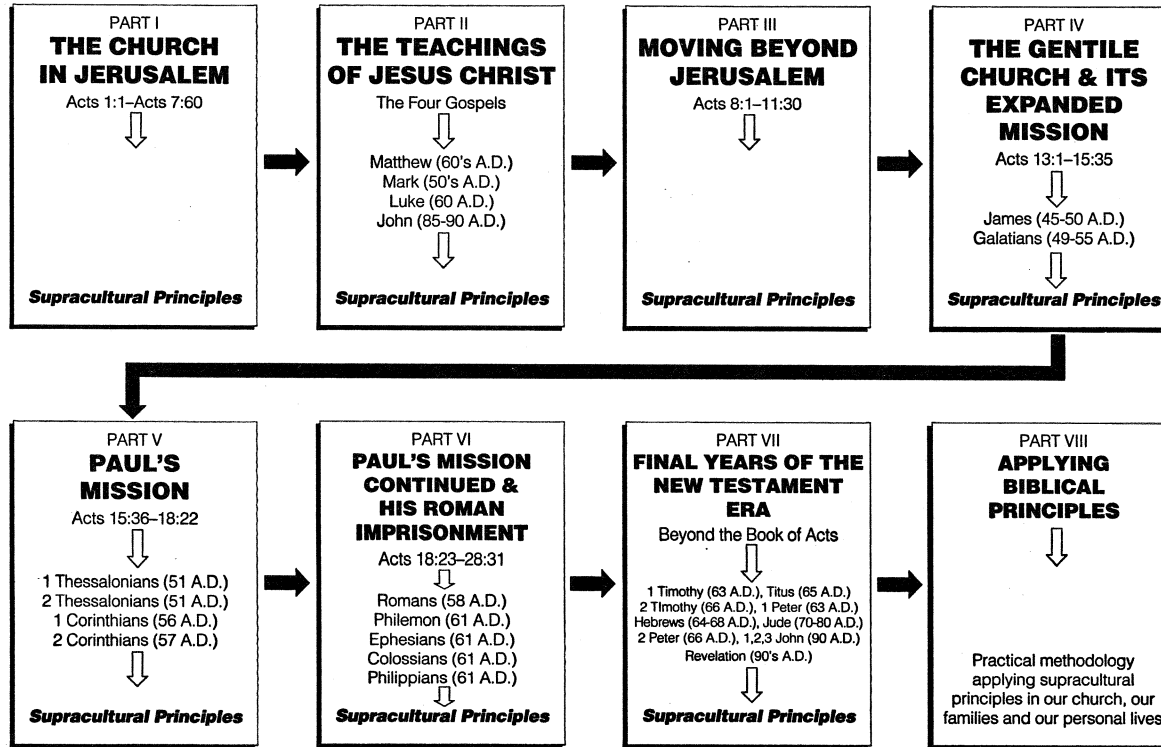 PART I
THE CHURCH
IN JERUSALEM
Acts 1:1–Acts 7:60
Supracultural Principles
PART II
THE TEACHINGS
OF JESUS CHRIST
The Four Gospels
Matthew (60's A.D.)
Mark (50's A.D.)
Luke (60 A.D.)
John (85-90 A.D.)
Supracultural Principles
PART III
MOVING BEYOND
JERUSALEM
Acts 8:1–11:30
Supracultural Principles
PART IV
THE GENTILE
CHURCH & ITS
EXPANDED
MISSION
Acts 13:1–15:35
James (45-50 A.D.)
Galatians (49-55 A.D.)
Supracultural Principles
PART V
PAUL'S
MISSION
Acts 15:36–18:22
1 Thessalonians (51 A.D.)
2 Thessalonians (51 A.D.)
1 Corinthians (56 A.D.)
2 Corinthians (57 A.D.)
Supracultural Principles
PART VI
PAUL'S MISSION
CONTINUED &
HIS ROMAN
IMPRISONMENT
Acts 18:23–28:31
Romans (58 A.D.)
Philemon (61 A.D.)
Ephesians (61 A.D.)
Colossians (61 A.D.)
Philippians (61 A.D.)
Supracultural Principles
PART VII
FINAL YEARS OF THE
NEW TESTAMENT
ERA
Beyond the Book of Acts
1 Timothy (63 A.D.), Titus (65 A.D.)
2 TImothy (66 A.D.), 1 Peter (63 A.D.)
Hebrews (64-68 A.D.), Jude (70-80 A.D.)
2 Peter (66 A.D.), 1,2,3 John (90 A.D.)
Revelation (90's A.D.)
Supracultural Principles
PART VIII
APPLYING
BIBLICAL
PRINCIPLES
Practical methodology
applying supracultural
principles in our church, our
families and our personal lives